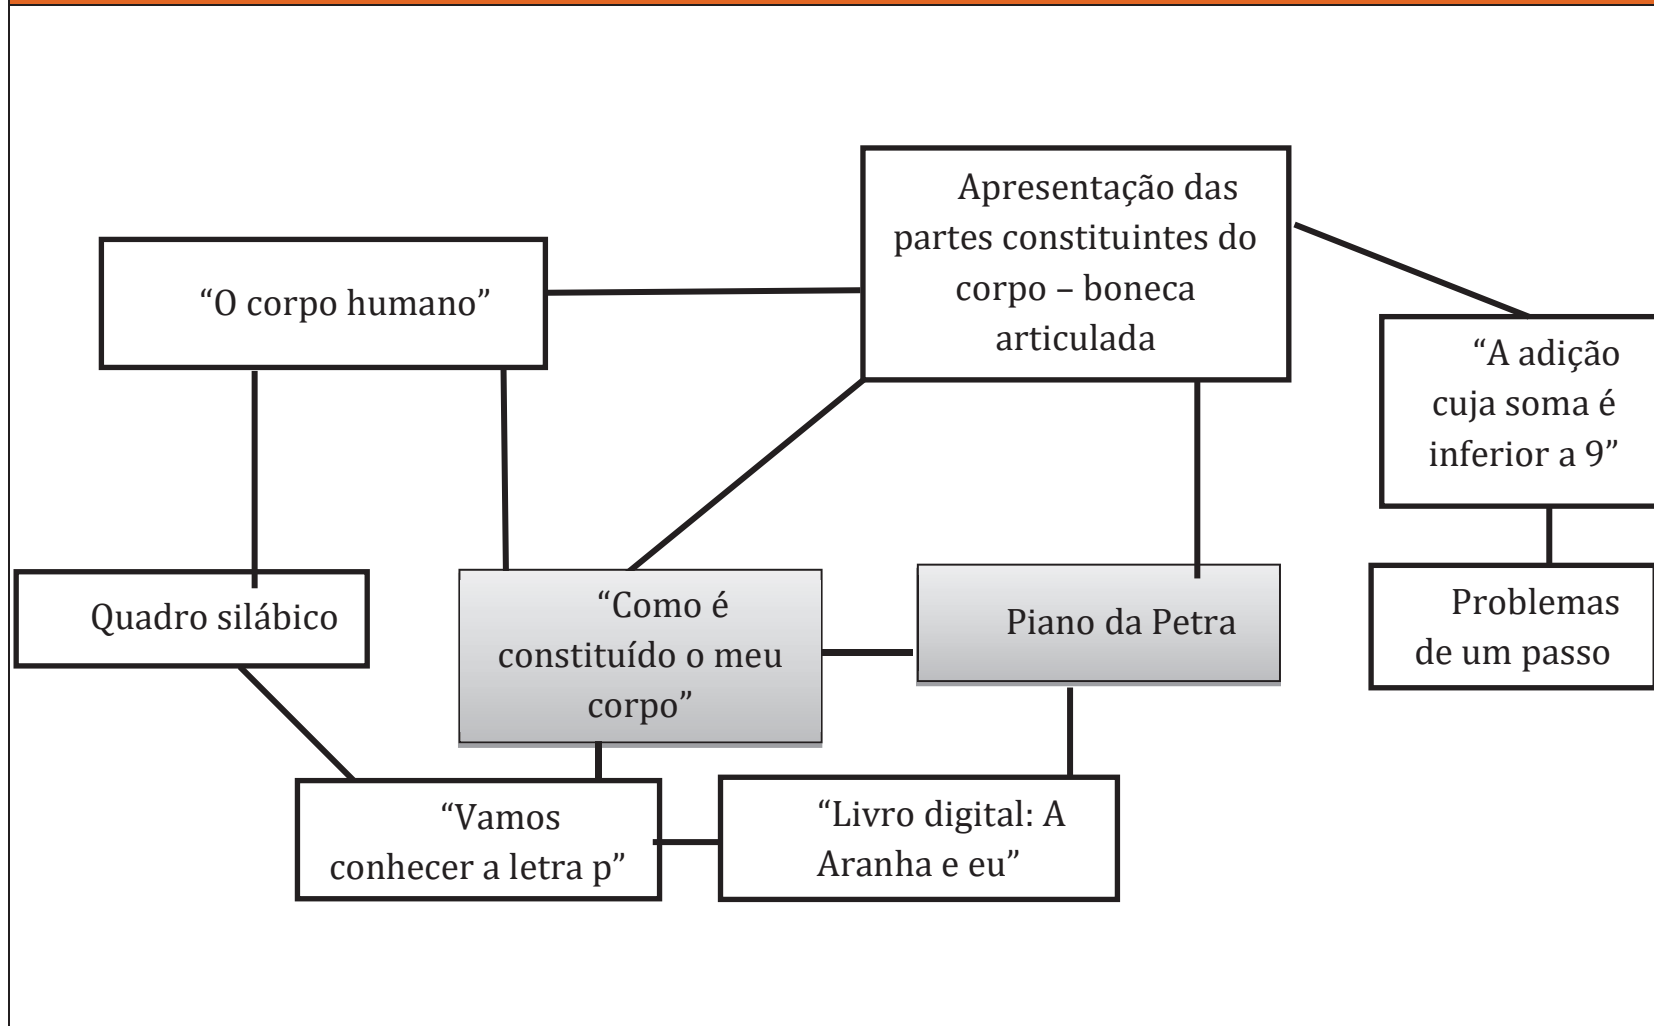 Apresentação das
partes constituintes do
corpo – boneca
articulada
“O corpo humano”
“A adição
cuja soma é
inferior a 9”
Quadro silábico
“Como é
constituído o meu
corpo”
Piano da Petra
Problemas
de um passo
“Vamos
conhecer a letra p”
“Livro digital: A
Aranha e eu”